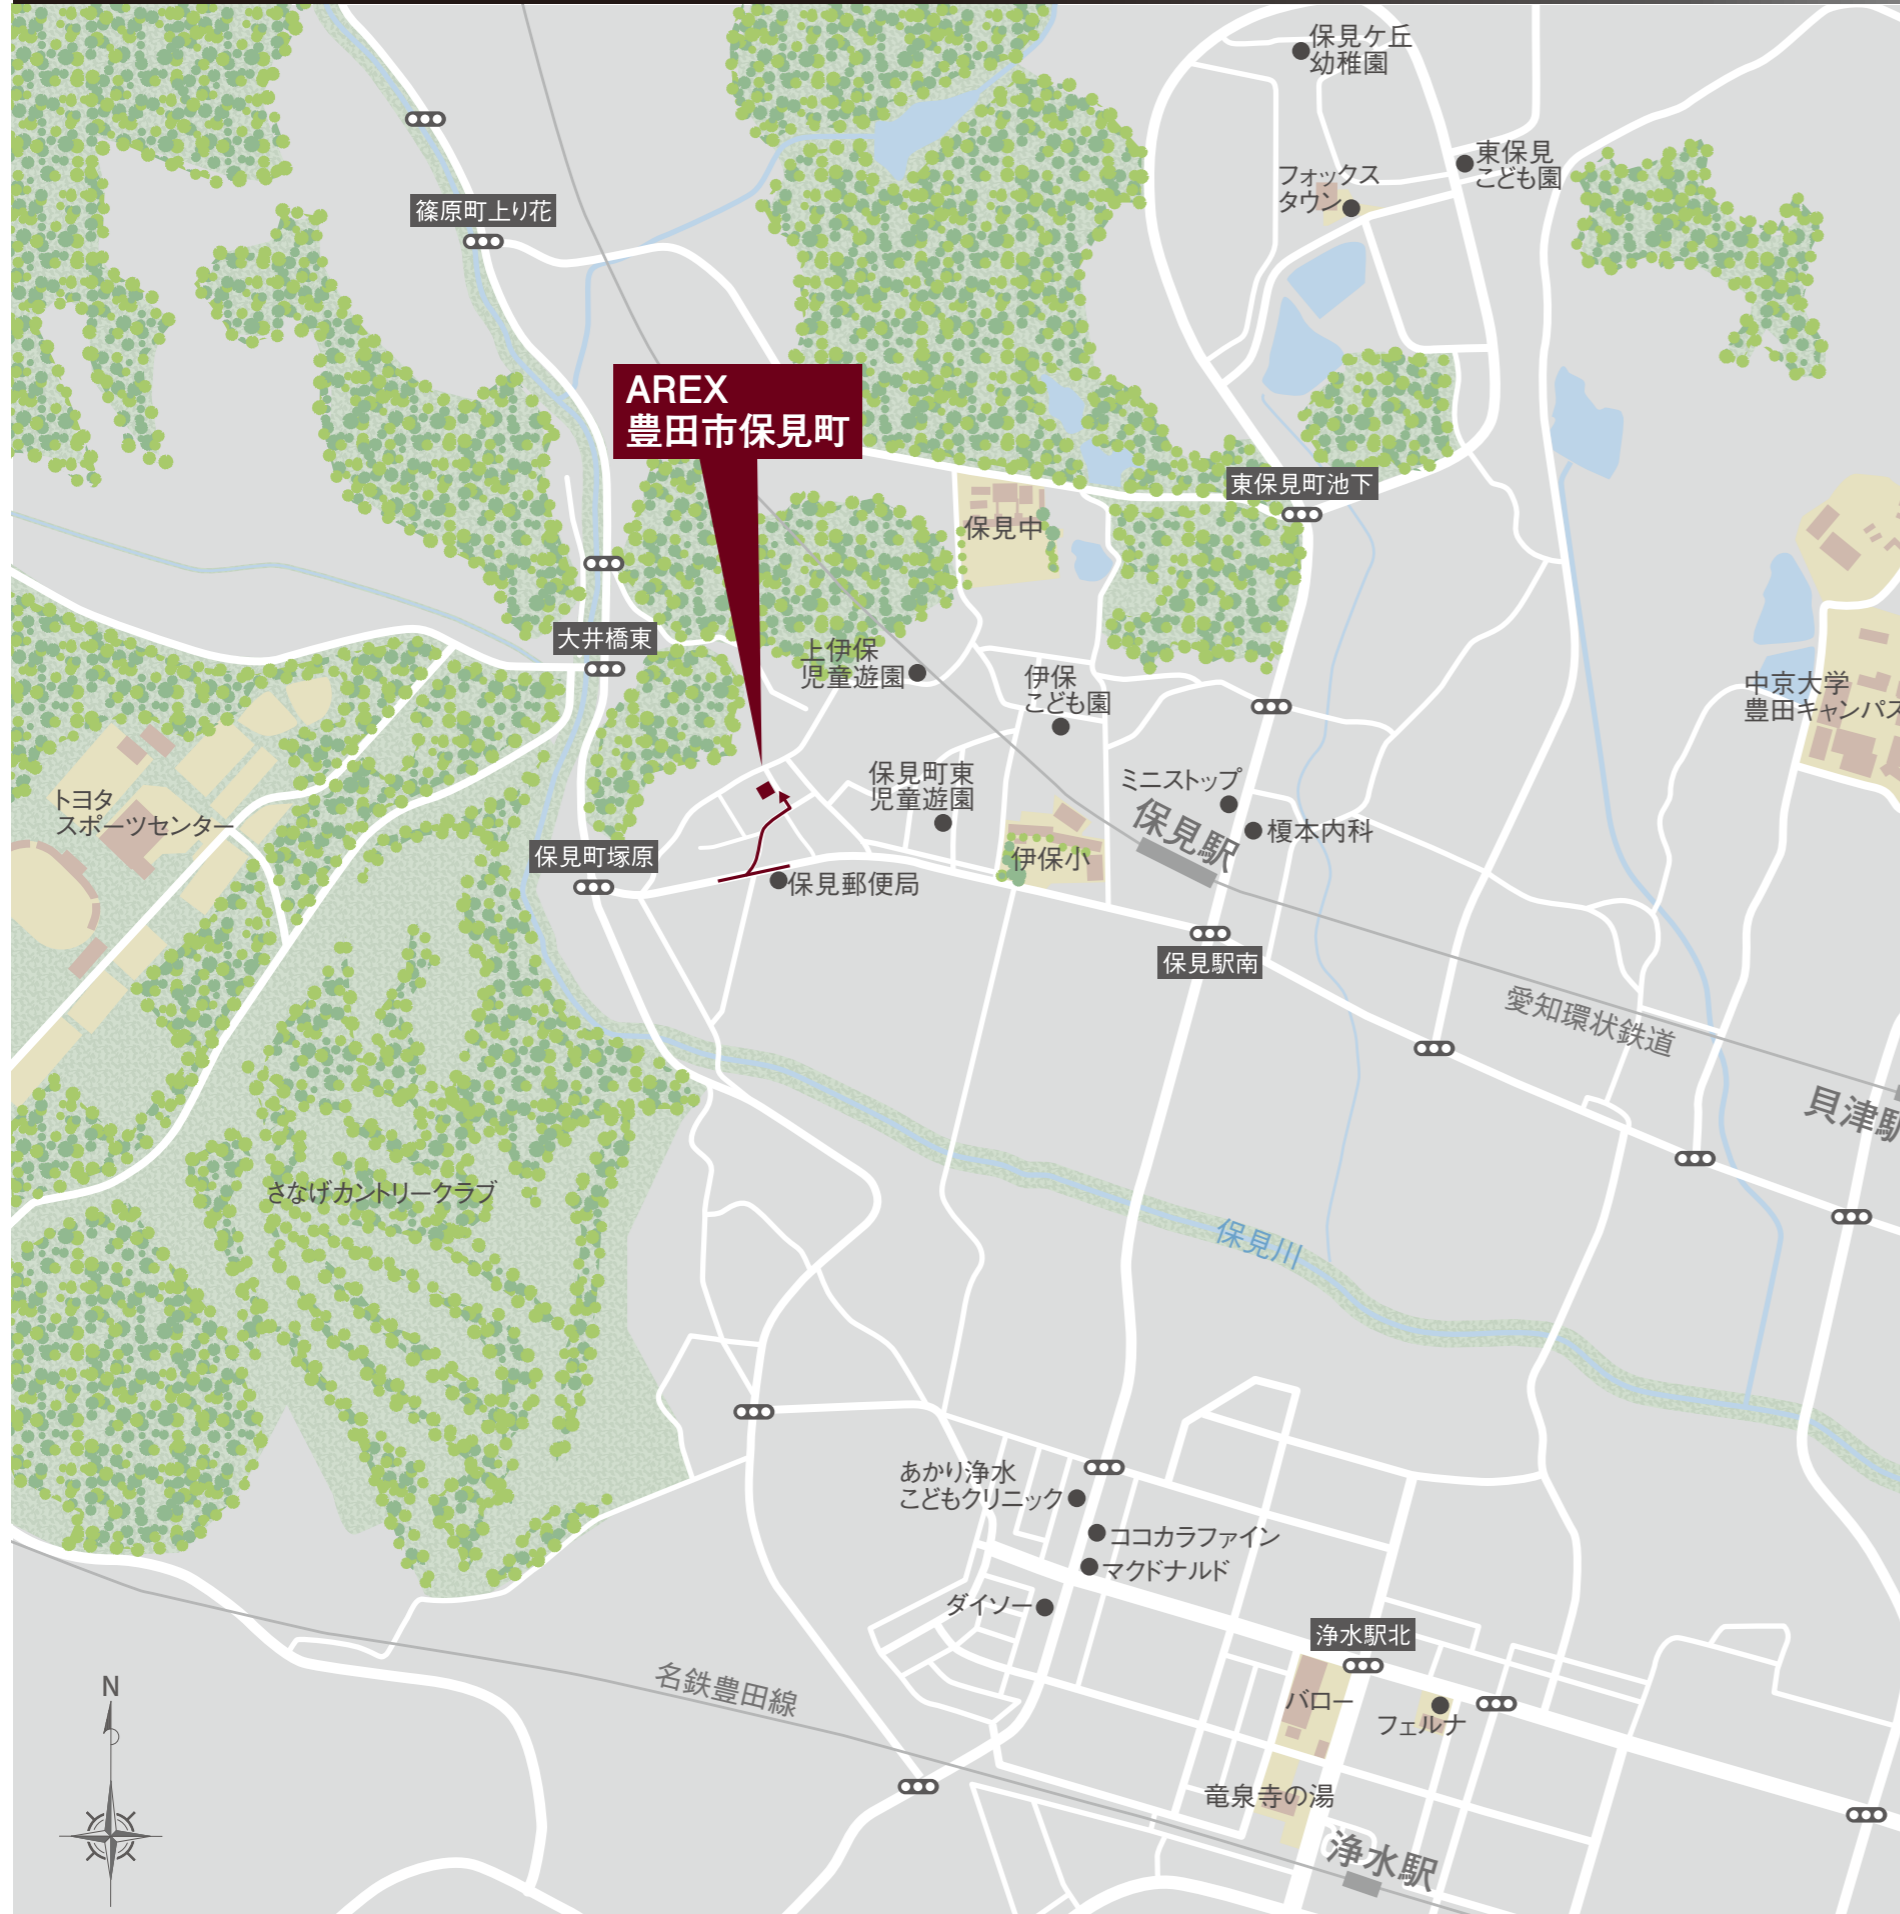 保見ケ丘
幼稚園
東保見
こども園
フォックス
タウン
篠原町上り花
AREX
豊田市保見町
東保見町池下
保見中
大井橋東
上伊保
児童遊園
伊保
こども園
中京大学
豊田キャンパス
ミニストップ
保見町東
児童遊園
トヨタ
スポーツセンター
保見駅
榎本内科
保見町塚原
伊保小
保見郵便局
保見駅南
愛知環状鉄道
貝津駅
さなげカントリークラブ
保見川
あかり浄水
こどもクリニック
ココカラファイン
マクドナルド
ダイソー
浄水駅北
名鉄豊田線
N
バロー
フェルナ
竜泉寺の湯
浄水駅